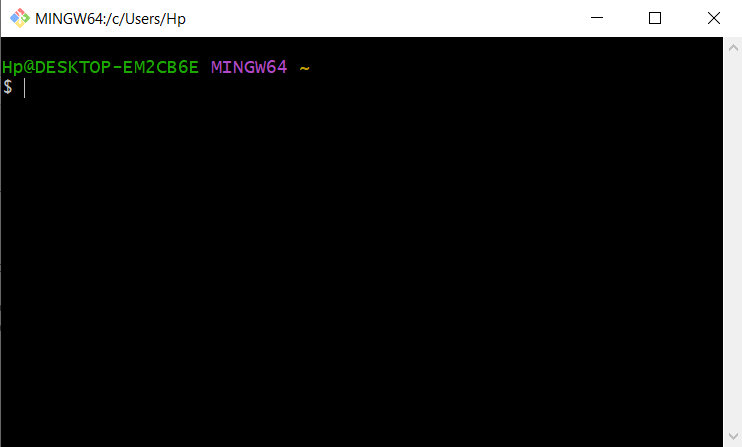 MINGW64:/c/Users/Hp
Hp@DESKTOP-EM2CB6E MINGW64 ~
$